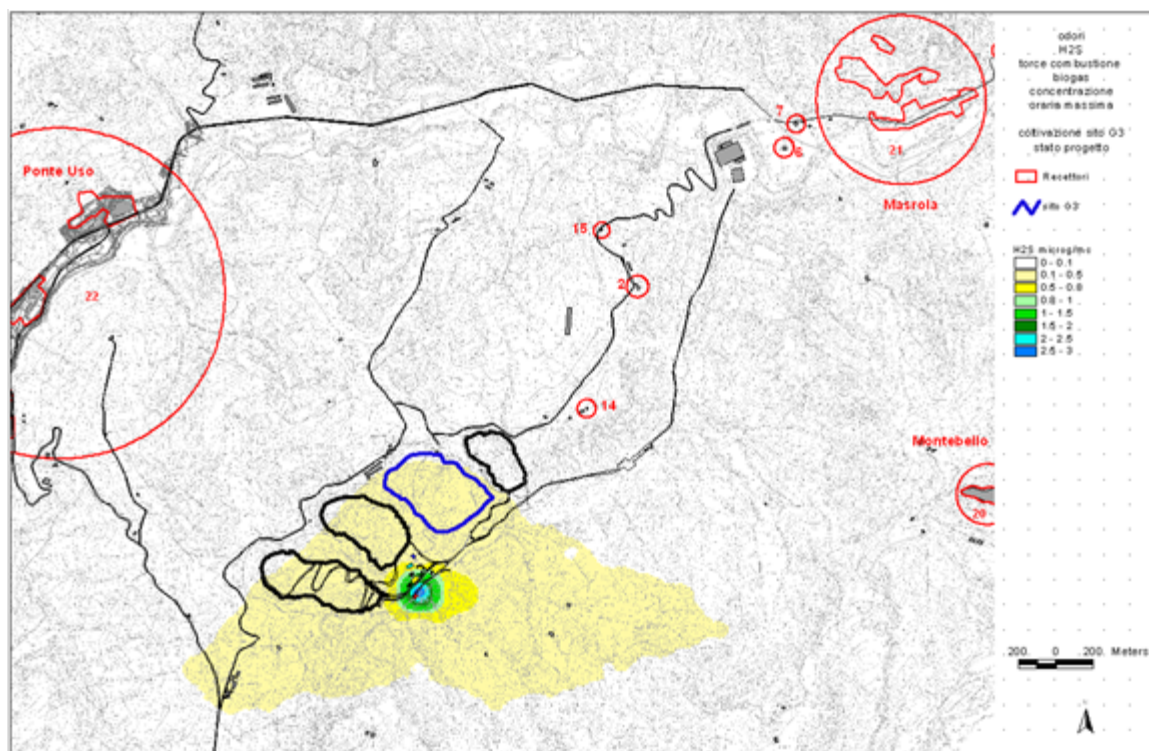 odori
H2S
torce combustione
biogas
concentrazione
oraria massima
coltivazione sito G3
stato progetto
Recettori
sito G3
H2S microg/mc
0 - 0.1
0.1 - 0.5
0.5 - 0.8
0.8 - 1
1 - 1.5
1.5 - 2
2 - 2.5
2.5 - 3
200 0 200 Meters
Ponte Uso
22
7
6
21
Masrola
15
2
14
Montebello
20